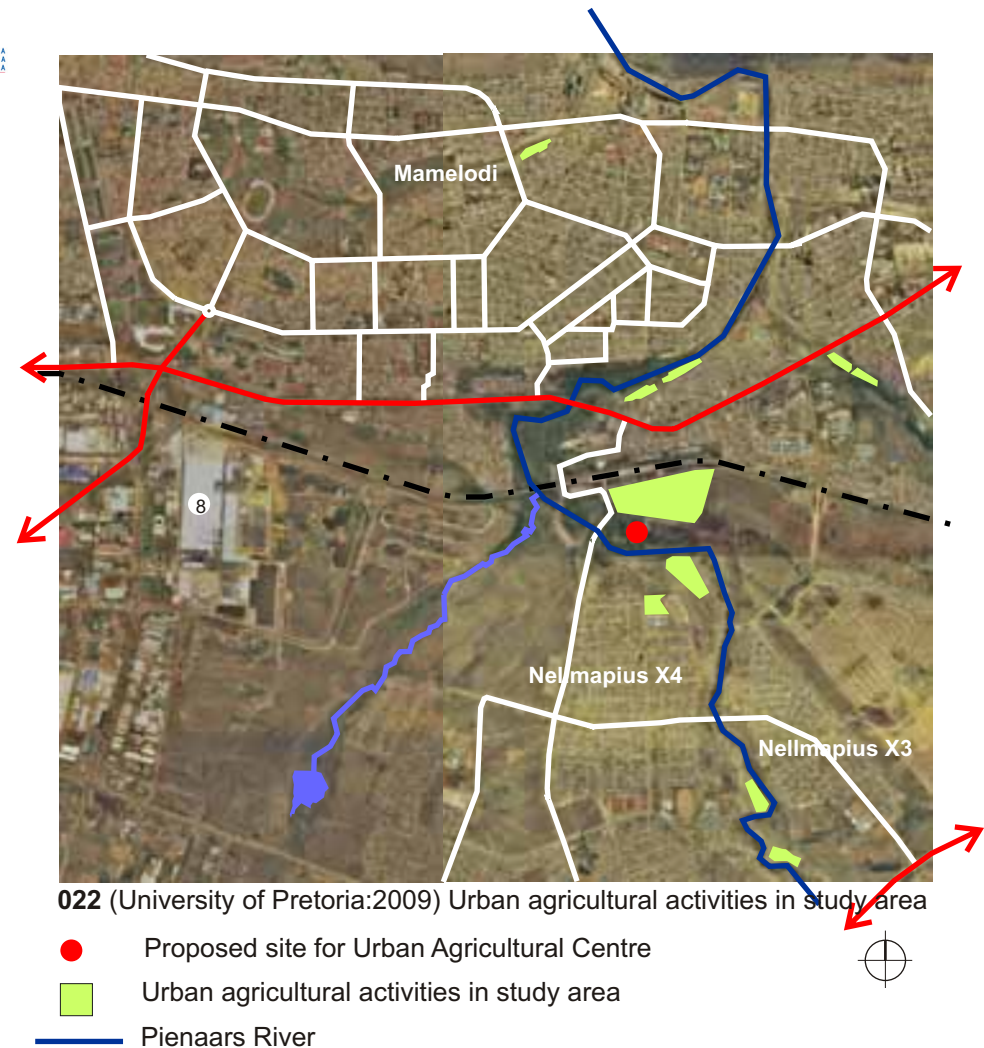 A
A
A
Mamelodi
8
Nellmapius X4
Nellmapius X3
022 (University of Pretoria:2009) Urban agricultural activities in study area
Proposed site for Urban Agricultural Centre
Urban agricultural activities in study area
Pienaars River